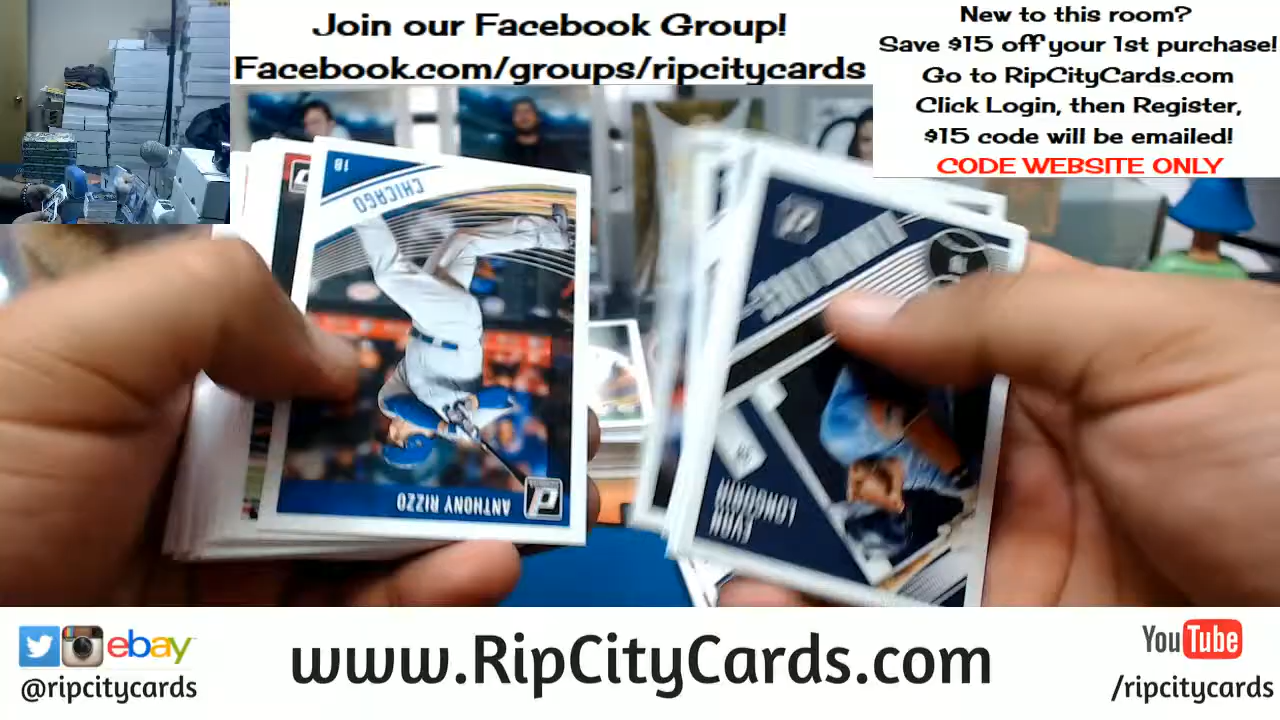 Join our Facebook Group!
Facebook.com/groups/ripcitycards
New to this room?
Save $15 off your 1st purchase!
Go to RipCityCards.com
Click Login, then Register,
$15 code will be emailed!
CODE WEBSITE ONLY
CHICAGO
ANTHONY RIZZO
EVAN
LONGORIA
ebay
@ripcitycards
www.RipCityCards.com
YouTube
/ripcitycards